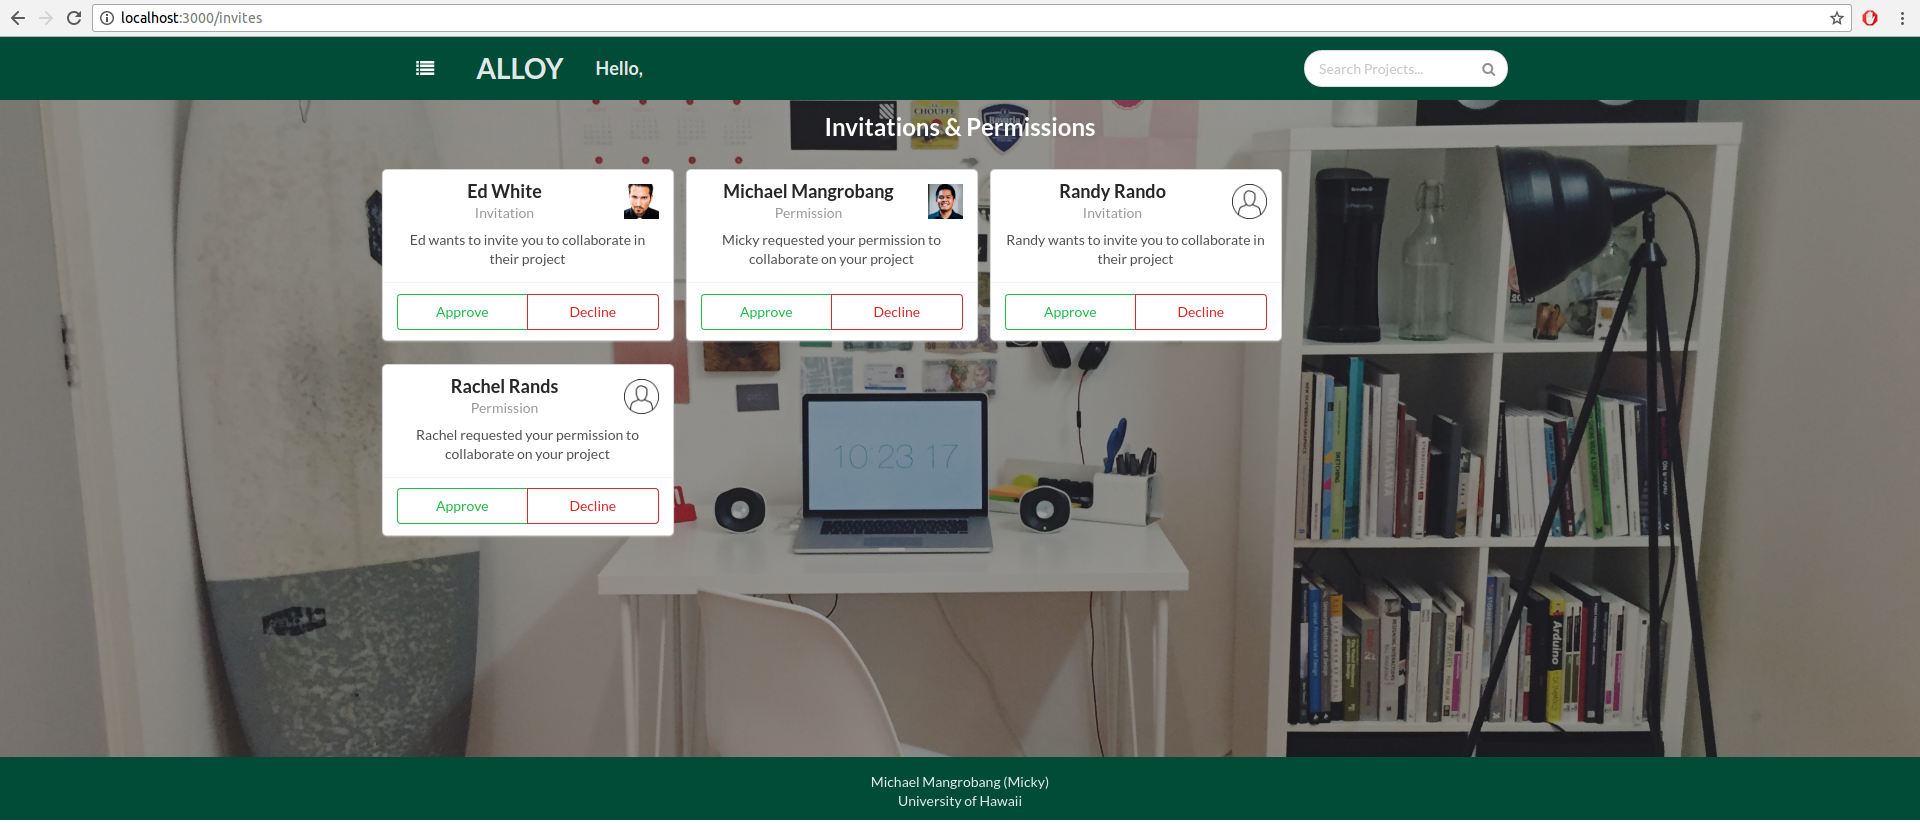 localhost:3000/invites
ALLOY
Hello,
Search Projects...
Invitations & Permissions
Ed White
Invitation
Ed wants to invite you to collaborate in
their project
Approve
Decline
Michael Mangrobang
Permission
Micky requested your permission to
collaborate on your project
Approve
Decline
Randy Rando
Invitation
Randy wants to invite you to collaborate in
their project
Approve
Decline
Rachel Rands
Permission
Rachel requested your permission to
collaborate on your project
Approve
Decline
CHOUFFE
Bavaria
10:23 17
Arduino
Michael Mangrobang (Micky)
University of Hawaii